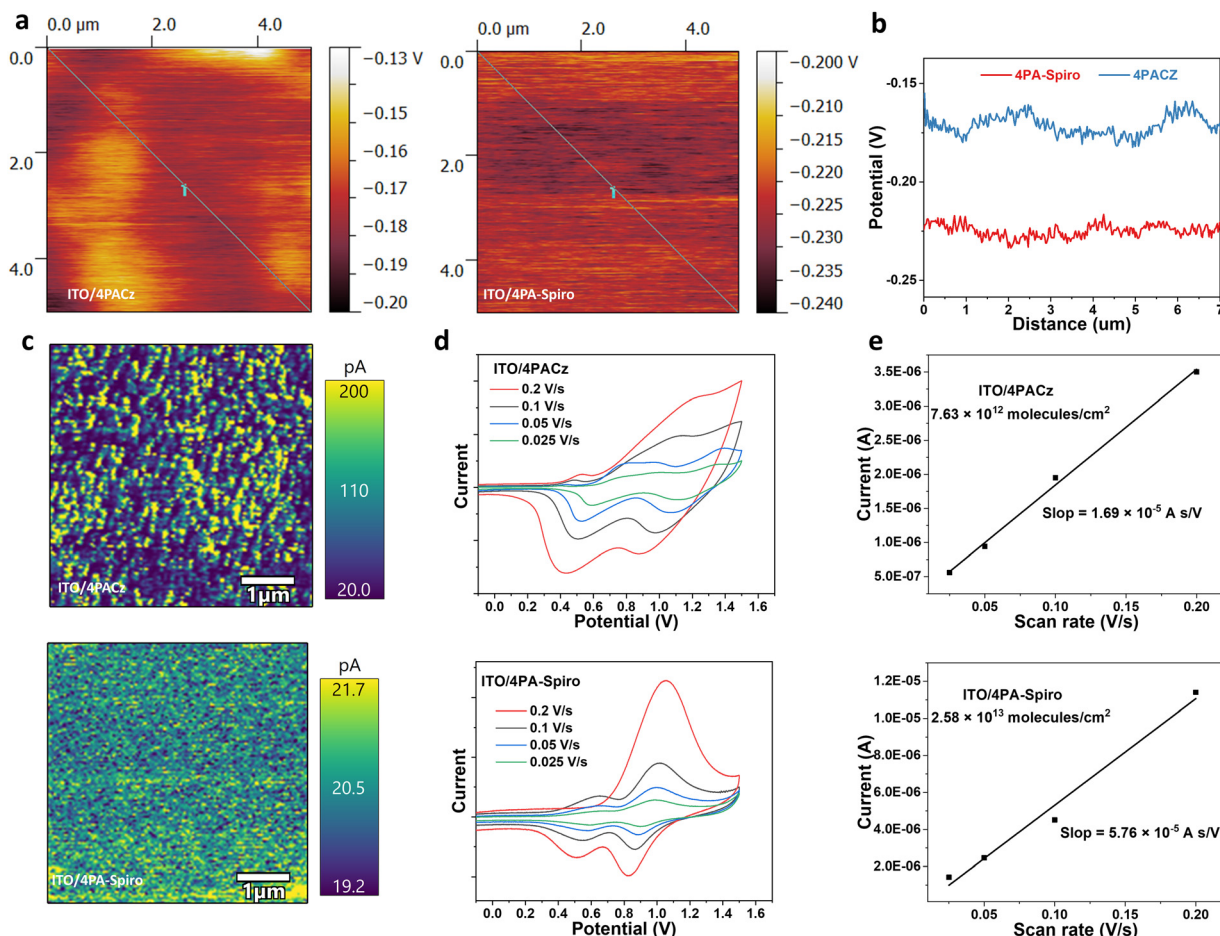 a
0.0 µm 2.0 4.0
0.0
2.0
4.0
1
ITO/4PACz
−0.13 V
−0.15
−0.16
−0.17
−0.18
−0.19
−0.20
0.0 µm 2.0 4.0
0.0
2.0
4.0
1
ITO/4PA-Spiro
−0.200 V
−0.210
−0.215
−0.220
−0.225
−0.230
−0.240
b
4PA-Spiro 4PACZ
Potential (V)
-0.15
-0.20
-0.25
0 1 2 3 4 5 6 7
Distance (um)
c
ITO/4PACz
1µm
pA
200
110
20.0
ITO/4PA-Spiro
1µm
pA
21.7
20.5
19.2
d
ITO/4PACz
0.2 V/s
0.1 V/s
0.05 V/s
0.025 V/s
Current
0.0 0.2 0.4 0.6 0.8 1.0 1.2 1.4 1.6
Potential (V)
ITO/4PA-Spiro
0.2 V/s
0.1 V/s
0.05 V/s
0.025 V/s
Current
0.0 0.2 0.4 0.6 0.8 1.0 1.2 1.4 1.6
Potential (V)
e
ITO/4PACz
7.63 × 10¹² molecules/cm²
Slop = 1.69 × 10⁻⁵ A s/V
Current (A)
3.5E-06
3.0E-06
2.5E-06
2.0E-06
1.5E-06
1.0E-06
5.0E-07
0.05 0.10 0.15 0.20
Scan rate (V/s)
ITO/4PA-Spiro
2.58 × 10¹³ molecules/cm²
Slop = 5.76 × 10⁻⁵ A s/V
Current (A)
1.2E-05
1.0E-05
8.0E-06
6.0E-06
4.0E-06
2.0E-06
0.05 0.10 0.15 0.20
Scan rate (V/s)